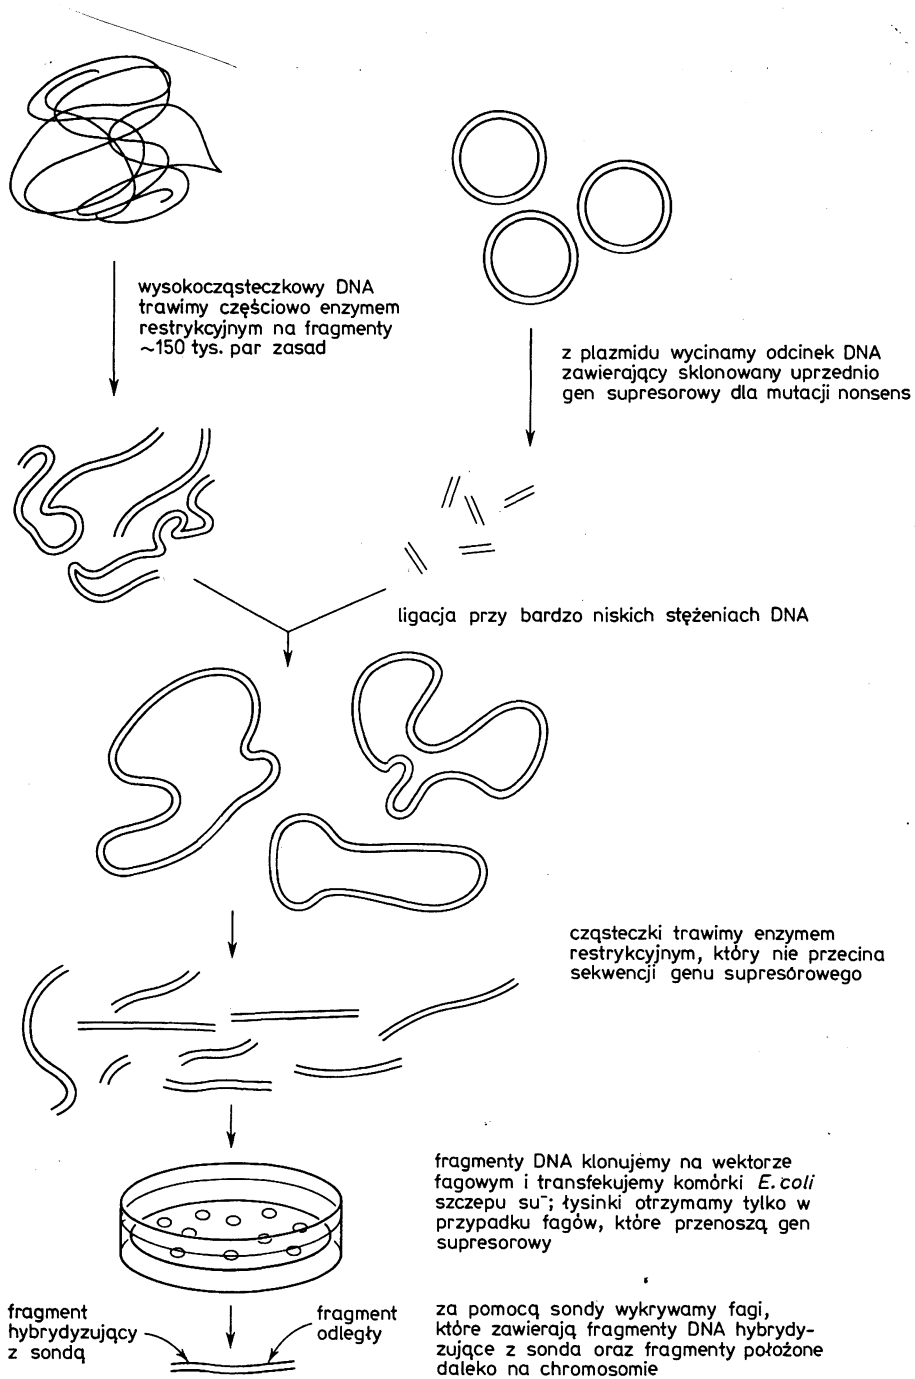 wysokocząsteczkowy DNA
trawimy częściowo enzymem
restrykcyjnym na fragmenty
~150 tys. par zasad
z plazmidu wycinamy odcinek DNA
zawierający sklonowany uprzednio
gen supresorowy dla mutacji nonsens
ligacja przy bardzo niskich stężeniach DNA
cząsteczki trawimy enzymem
restrykcyjnym, który nie przecina
sekwencji genu supresorowego
fragmenty DNA klonujemy na wektorze
fagowym i transfekujemy komórki E. coli
szczepu su⁻; łysinki otrzymamy tylko w
przypadku fagów, które przenoszą gen
supresorowy
fragment
hybrydyzujący
z sondą
fragment
odległy
za pomocą sondy wykrywamy fagi,
które zawierają fragmenty DNA hybrydy-
zujące z sonda oraz fragmenty położone
daleko na chromosomie